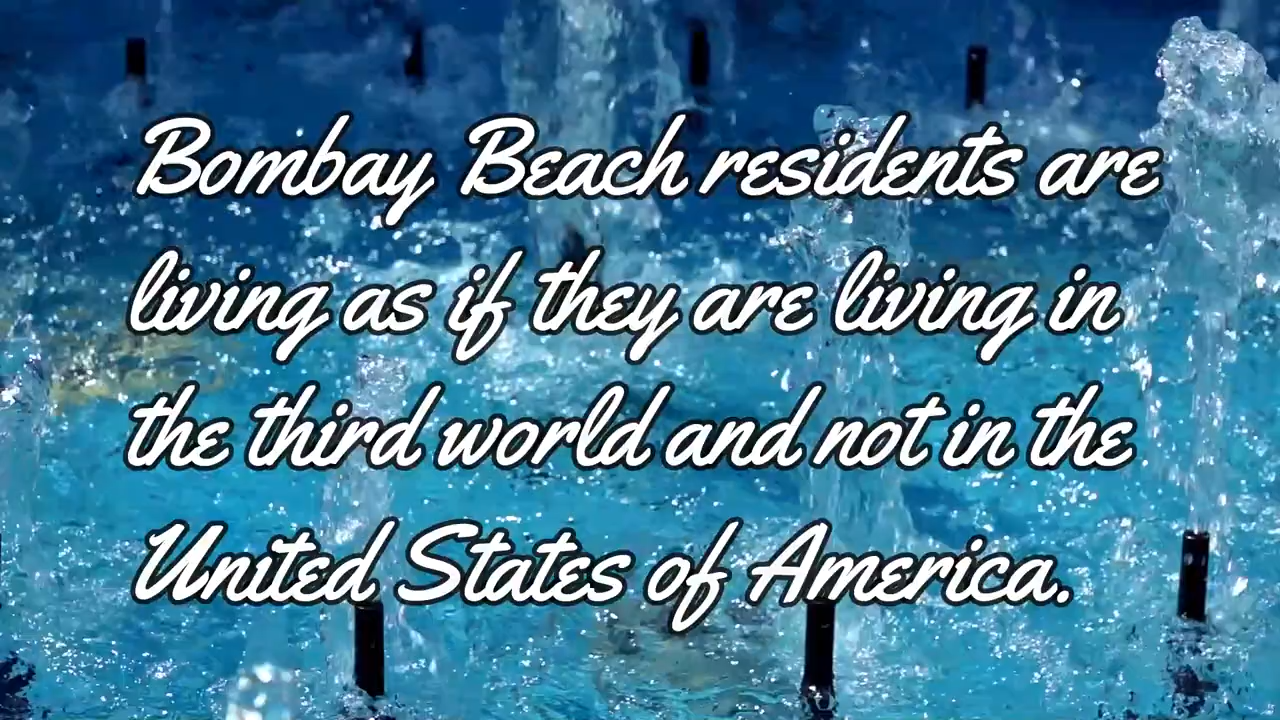 Bombay Beach residents are
living as if they are living in
the third world and not in the
United States of America.